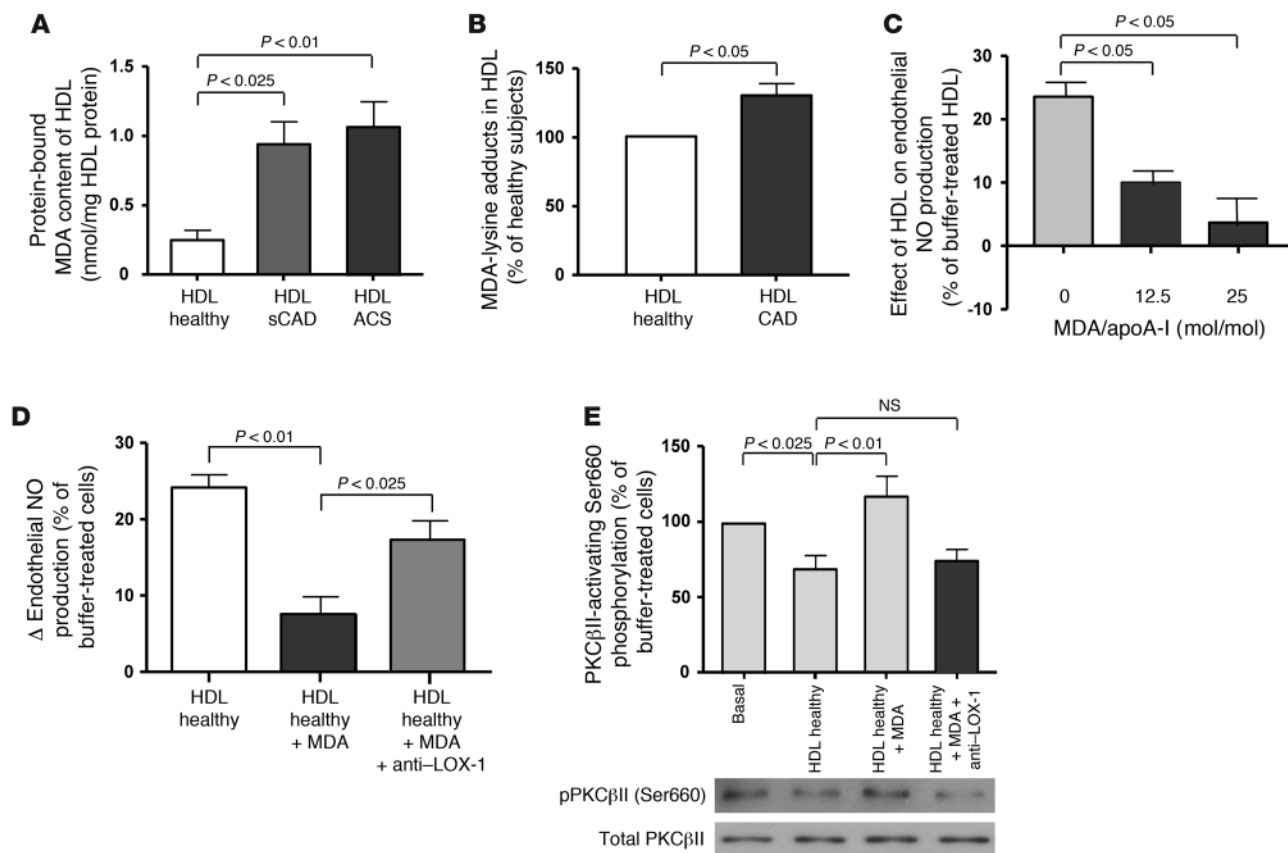 A
P < 0.01
P < 0.025
Protein-bound
MDA content of HDL
(nmol/mg HDL protein)
1.5
1.0
0.5
0
HDL
healthy
HDL
sCAD
HDL
ACS
B
P < 0.05
MDA-lysine adducts in HDL
(% of healthy subjects)
150
100
50
0
HDL
healthy
HDL
CAD
C
P < 0.05
P < 0.05
Effect of HDL on endothelial
NO production
(% of buffer-treated HDL)
30
20
10
0
-10
0 12.5 25
MDA/apoA-I (mol/mol)
D
P < 0.01
P < 0.025
Δ Endothelial NO
production (% of
buffer-treated cells)
30
20
10
0
HDL
healthy
HDL
healthy
+ MDA
HDL
healthy
+ MDA
+ anti–LOX-1
E
NS
P < 0.025
P < 0.01
PKCβII-activating Ser660
phosphorylation (% of
buffer-treated cells)
150
100
50
0
Basal
HDL healthy
HDL healthy
+ MDA
HDL healthy
+ MDA +
anti–LOX-1
pPKCβII (Ser660)
Total PKCβII